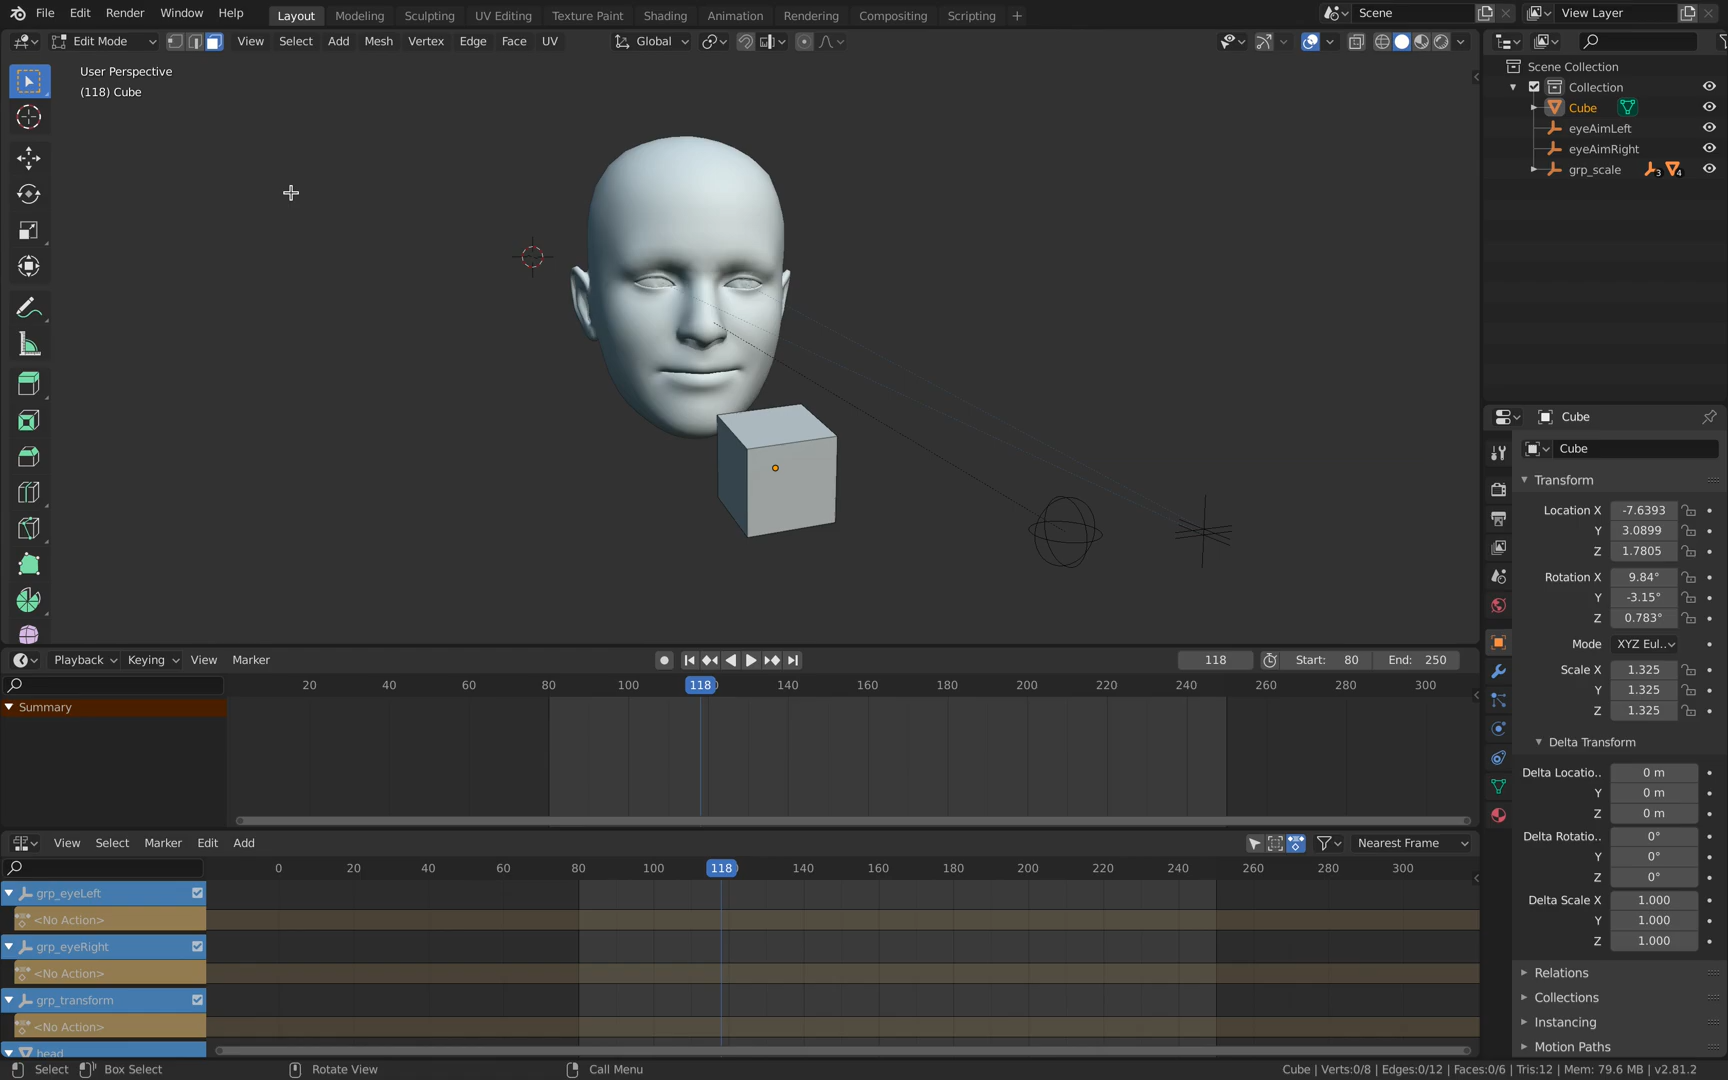 File Edit Render Window Help Layout Modeling Sculpting UV Editing Texture Paint Shading Animation Rendering Compositing Scripting + Scene View Layer
Edit Mode View Select Add Mesh Vertex Edge Face UV Global
User Perspective
(118) Cube
Scene Collection
Collection
Cube
eyeAimLeft
eyeAimRight
grp_scale 3 4
Cube
Cube
Transform
Location X -7.6393
Y 3.0899
Z 1.7805
Rotation X 9.84°
Y -3.15°
Z 0.783°
Mode XYZ Eul..
Scale X 1.325
Y 1.325
Z 1.325
Delta Transform
Delta Locatio.. 0 m
Y 0 m
Z 0 m
Delta Rotatio.. 0°
Y 0°
Z 0°
Delta Scale X 1.000
Y 1.000
Z 1.000
Relations
Collections
Instancing
Motion Paths
Playback Keying View Marker 118 Start: 80 End: 250
20 40 60 80 100 118 140 160 180 200 220 240 260 280 300
Summary
View Select Marker Edit Add Nearest Frame
0 20 40 60 80 100 118 140 160 180 200 220 240 260 280 300
grp_eyeLeft
<No Action>
grp_eyeRight
<No Action>
grp_transform
<No Action>
head
Select Box Select Rotate View Call Menu Cube | Verts:0/8 | Edges:0/12 | Faces:0/6 | Tris:12 | Mem: 79.6 MB | v2.81.2